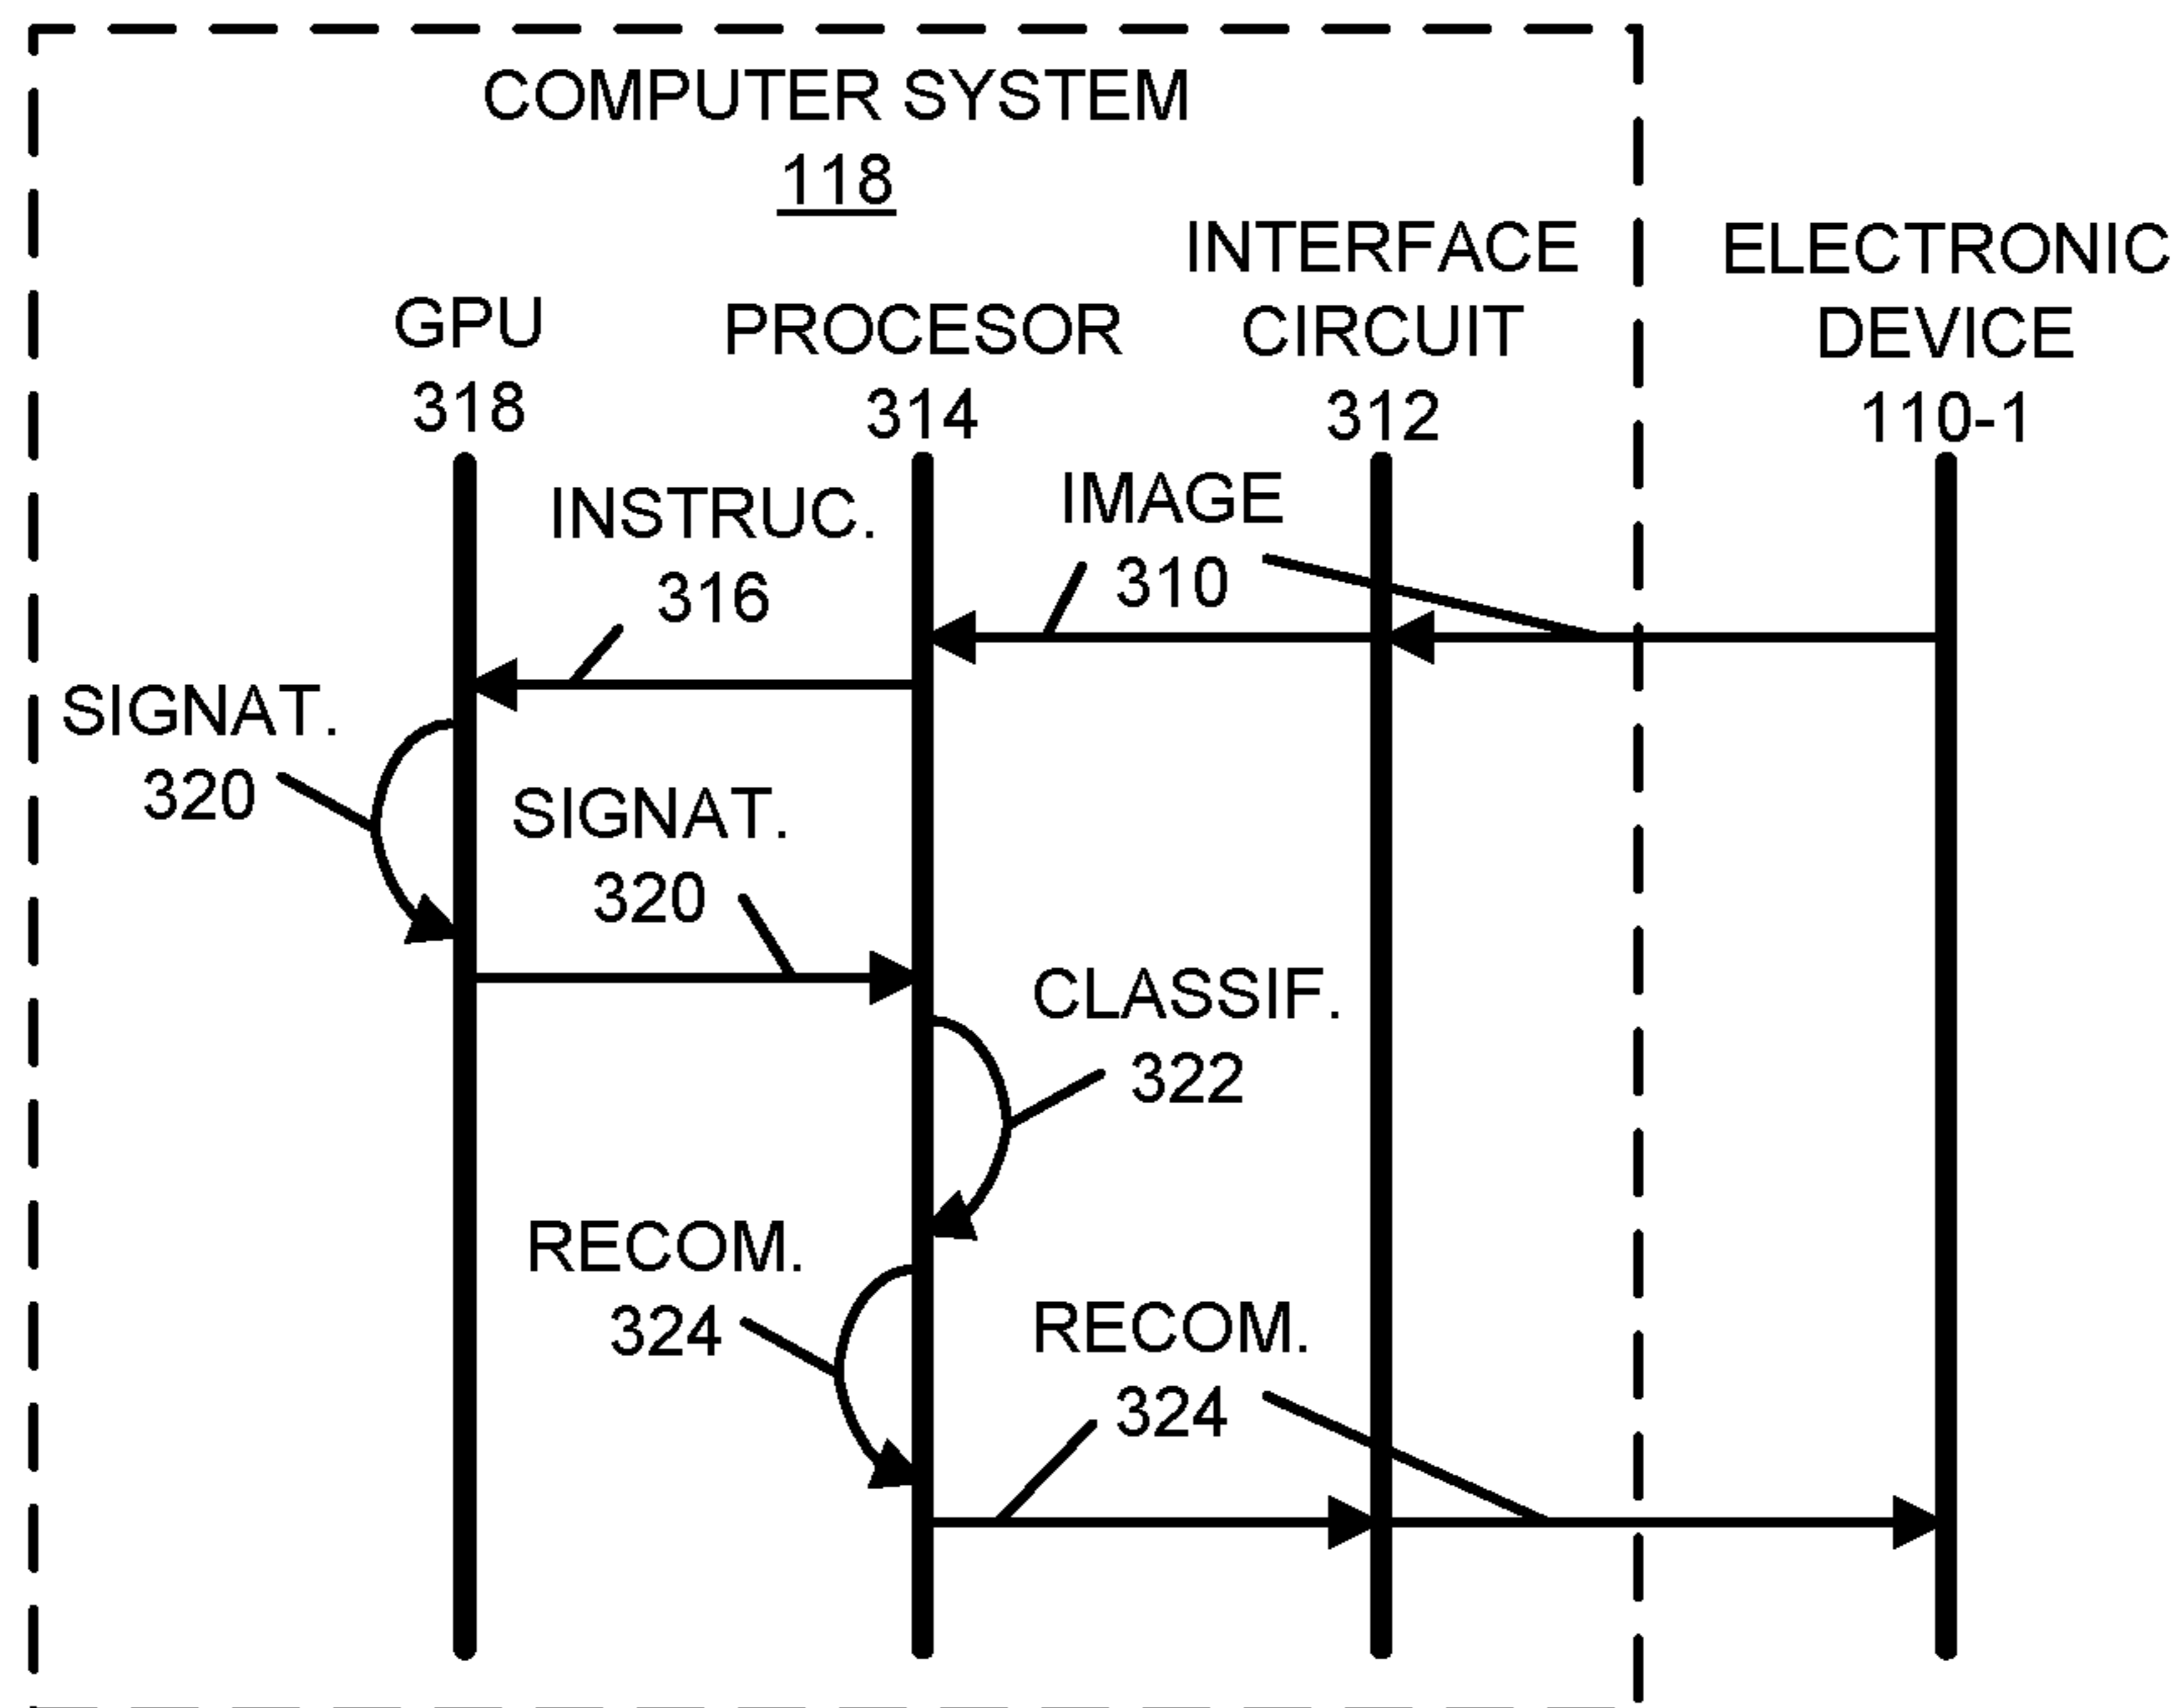 COMPUTER SYSTEM
118
GPU
318
PROCESOR
314
INTERFACE
CIRCUIT
312
ELECTRONIC
DEVICE
110-1
INSTRUC.
316
IMAGE
310
SIGNAT.
320
SIGNAT.
320
CLASSIF.
322
RECOM.
324
RECOM.
324